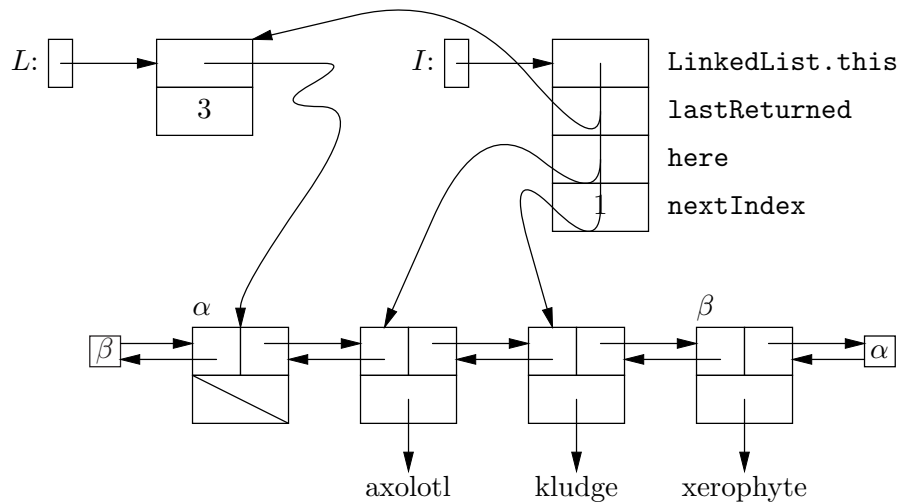 L:
I:
LinkedList.this
3
lastReturned
here
1
nextIndex
α
β
β
α
axolotl
kludge
xerophyte